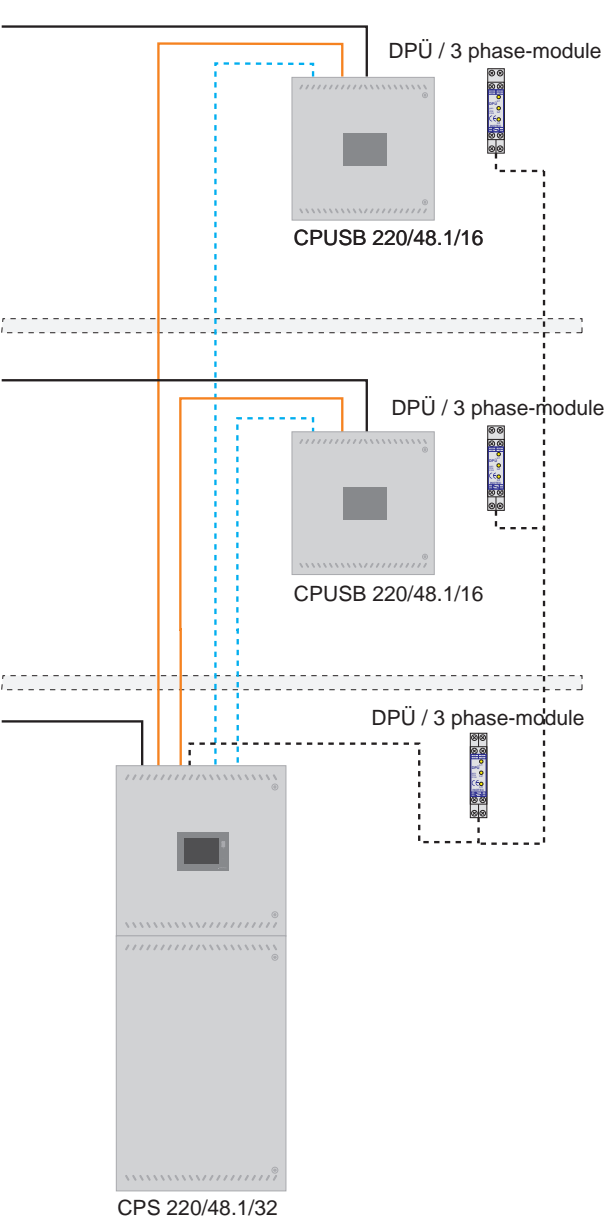 DPÜ / 3 phase-module
CPUSB 220/48.1/16
DPÜ / 3 phase-module
CPUSB 220/48.1/16
DPÜ / 3 phase-module
CPS 220/48.1/32